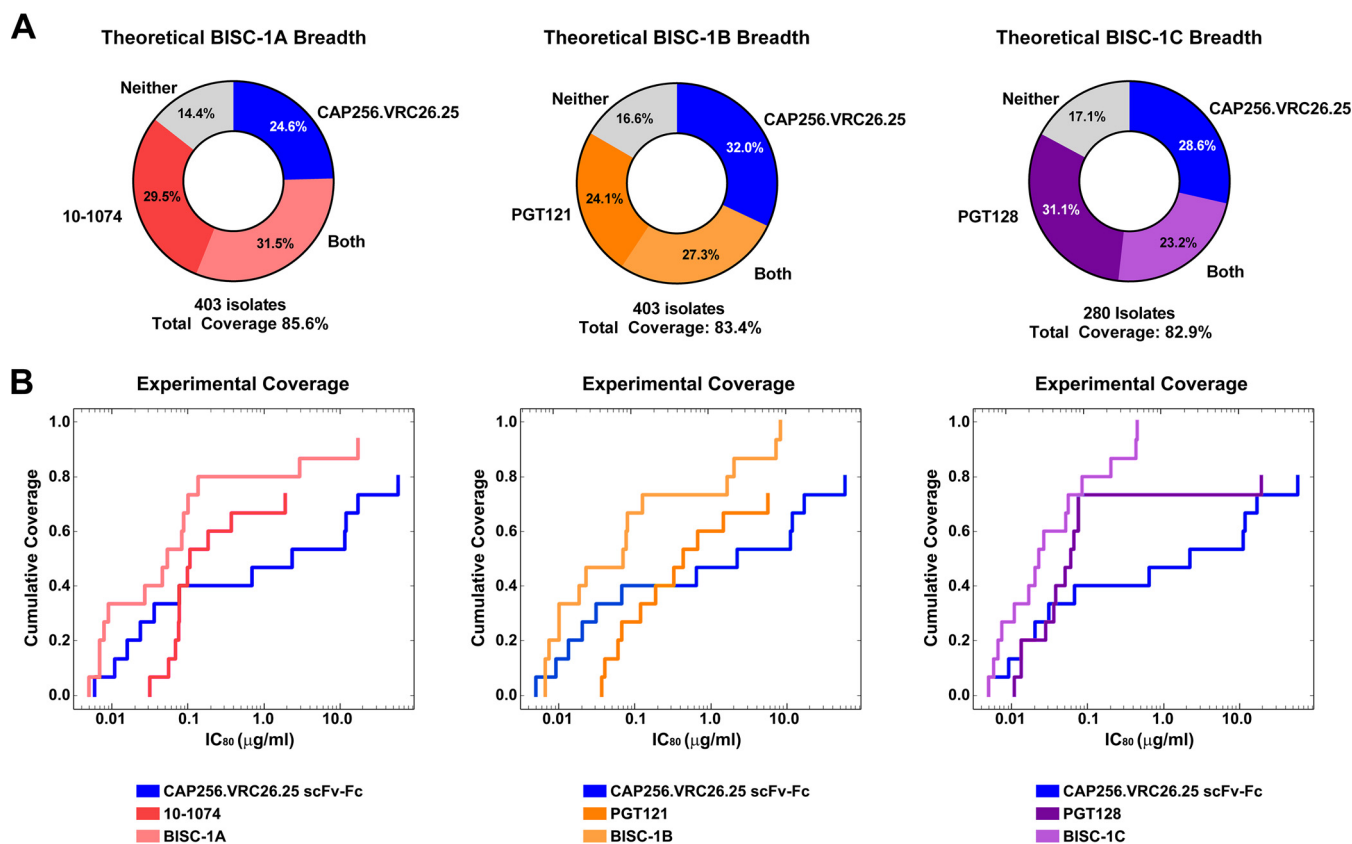 A
Theoretical BISC-1A Breadth
Neither
14.4%
24.6%
CAP256.VRC26.25
29.5%
10-1074
31.5%
Both
403 isolates
Total Coverage 85.6%
Theoretical BISC-1B Breadth
Neither
16.6%
32.0%
CAP256.VRC26.25
24.1%
PGT121
27.3%
Both
403 isolates
Total Coverage: 83.4%
Theoretical BISC-1C Breadth
Neither
17.1%
28.6%
CAP256.VRC26.25
31.1%
PGT128
23.2%
Both
280 Isolates
Total Coverage: 82.9%
B
Experimental Coverage
Cumulative Coverage
1.0
0.8
0.6
0.4
0.2
0.0
0.01 0.1 1.0 10.0
IC₈₀ (μg/ml)
CAP256.VRC26.25 scFv-Fc
10-1074
BISC-1A
Experimental Coverage
Cumulative Coverage
1.0
0.8
0.6
0.4
0.2
0.0
0.01 0.1 1.0 10.0
IC₈₀ (μg/ml)
CAP256.VRC26.25 scFv-Fc
PGT121
BISC-1B
Experimental Coverage
Cumulative Coverage
1.0
0.8
0.6
0.4
0.2
0.0
0.01 0.1 1.0 10.0
IC₈₀ (μg/ml)
CAP256.VRC26.25 scFv-Fc
PGT128
BISC-1C